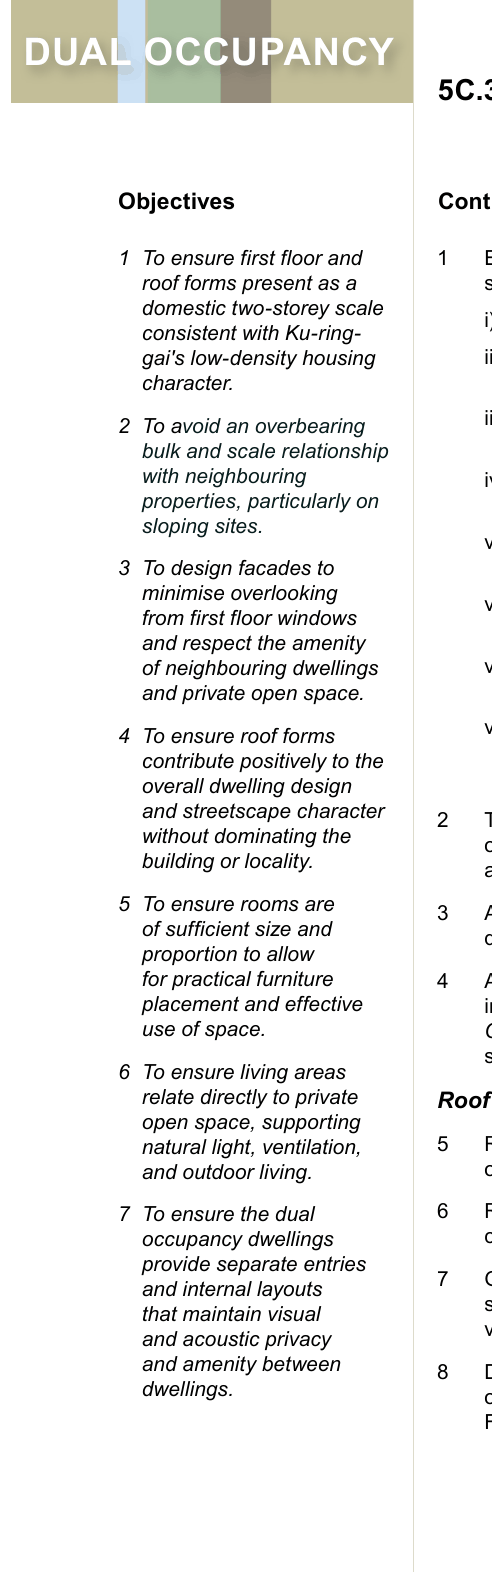 DUAL OCCUPANCY
5C.3
Objectives
1 To ensure first floor and
roof forms present as a
domestic two-storey scale
consistent with Ku-ring-
gai's low-density housing
character.
2 To avoid an overbearing
bulk and scale relationship
with neighbouring
properties, particularly on
sloping sites.
3 To design facades to
minimise overlooking
from first floor windows
and respect the amenity
of neighbouring dwellings
and private open space.
4 To ensure roof forms
contribute positively to the
overall dwelling design
and streetscape character
without dominating the
building or locality.
5 To ensure rooms are
of sufficient size and
proportion to allow
for practical furniture
placement and effective
use of space.
6 To ensure living areas
relate directly to private
open space, supporting
natural light, ventilation,
and outdoor living.
7 To ensure the dual
occupancy dwellings
provide separate entries
and internal layouts
that maintain visual
and acoustic privacy
and amenity between
dwellings.
Cont
1
2
3
4
Roof
5
6
7
8